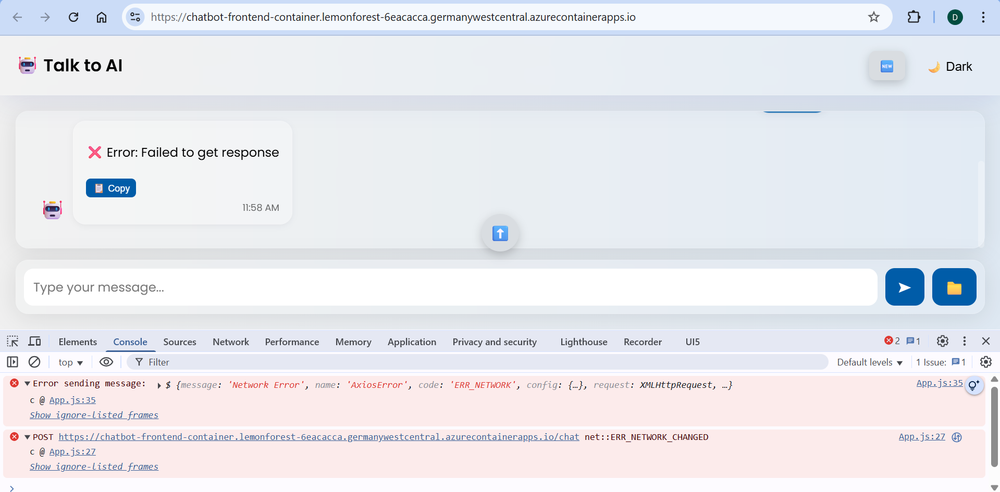 https://chatbot-frontend-container.lemonforest-6eacacca.germanywestcentral.azurecontainerapps.io
D
Talk to AI
NEW
Dark
Error: Failed to get response
Copy
11:58 AM
Type your message...
Elements Console Sources Network Performance Memory Application Privacy and security Lighthouse Recorder UI5
2 1
top Filter Default levels 1 Issue: 1
Error sending message: $ {message: 'Network Error', name: 'AxiosError', code: 'ERR_NETWORK', config: {…}, request: XMLHttpRequest, …} App.js:35
c @ App.js:35
Show ignore-listed frames
POST https://chatbot-frontend-container.lemonforest-6eacacca.germanywestcentral.azurecontainerapps.io/chat net::ERR_NETWORK_CHANGED App.js:27
c @ App.js:27
Show ignore-listed frames